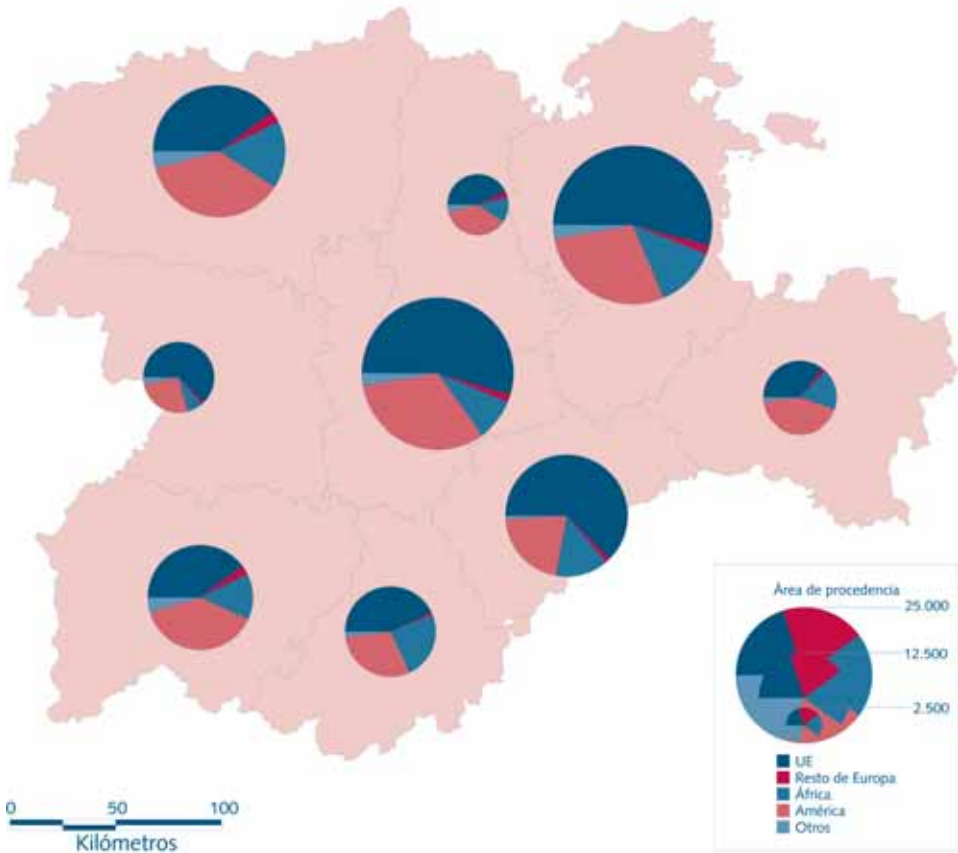 Área de procedencia
25.000
12.500
2.500
UE
Resto de Europa
África
América
Otros
0 50 100
Kilómetros